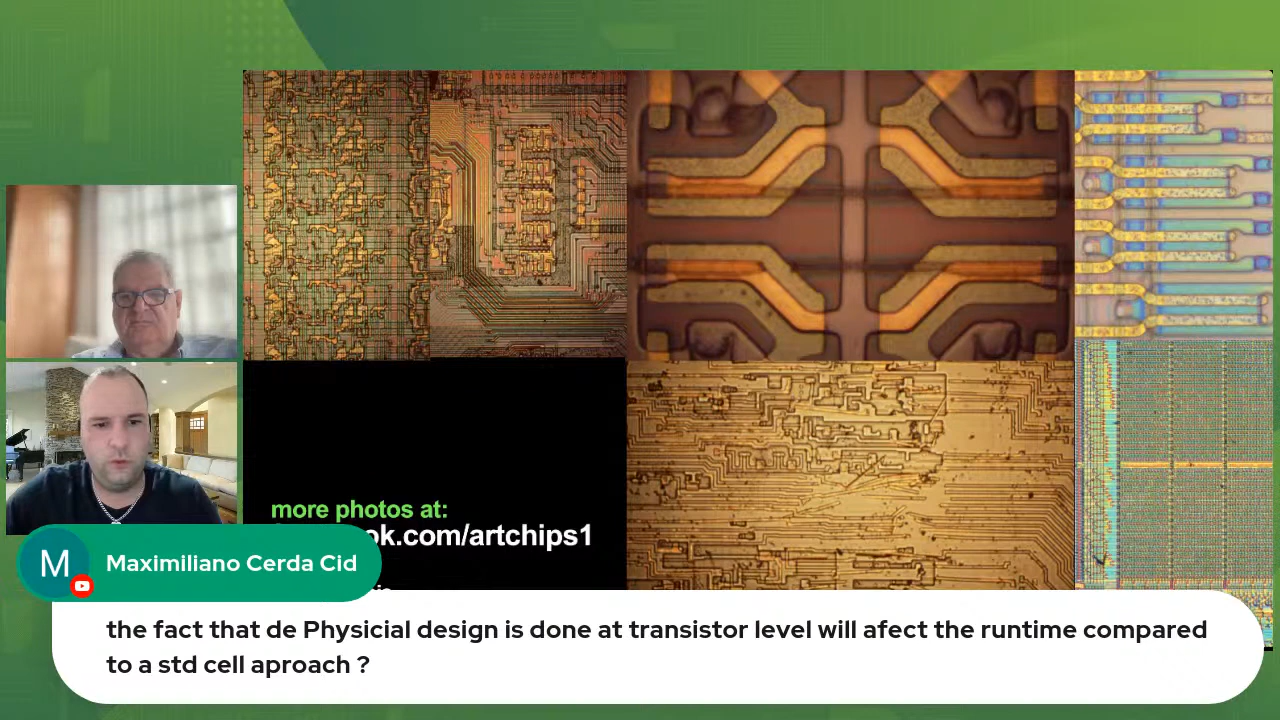 more photos at:
ok.com/artchips1
M
Maximiliano Cerda Cid
the fact that de Physicial design is done at transistor level will afect the runtime compared
to a std cell aproach ?